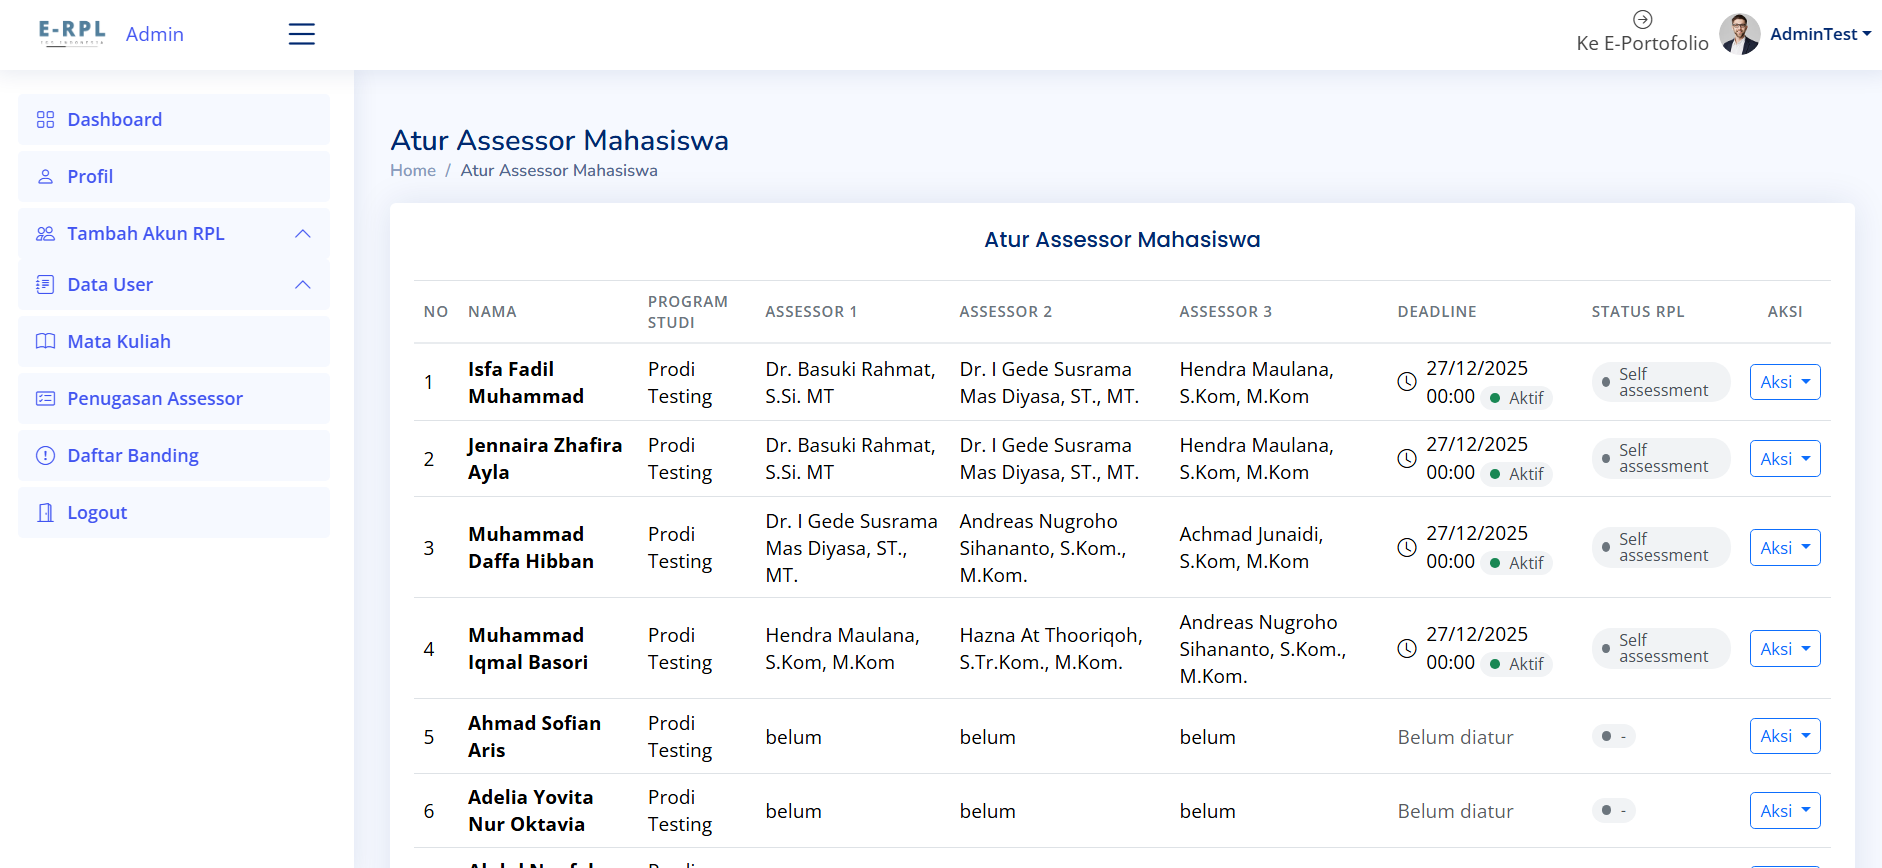 E-RPL
Admin
Ke E-Portofolio
AdminTest
Dashboard
Profil
Tambah Akun RPL
Data User
Mata Kuliah
Penugasan Assessor
Daftar Banding
Logout
Atur Assessor Mahasiswa
Home / Atur Assessor Mahasiswa
Atur Assessor Mahasiswa
NO NAMA PROGRAM STUDI ASSESSOR 1 ASSESSOR 2 ASSESSOR 3 DEADLINE STATUS RPL AKSI
1 Isfa Fadil Muhammad Prodi Testing Dr. Basuki Rahmat, S.Si. MT Dr. I Gede Susrama Mas Diyasa, ST., MT. Hendra Maulana, S.Kom, M.Kom 27/12/2025 00:00 Aktif Self assessment Aksi
2 Jennaira Zhafira Ayla Prodi Testing Dr. Basuki Rahmat, S.Si. MT Dr. I Gede Susrama Mas Diyasa, ST., MT. Hendra Maulana, S.Kom, M.Kom 27/12/2025 00:00 Aktif Self assessment Aksi
3 Muhammad Daffa Hibban Prodi Testing Dr. I Gede Susrama Mas Diyasa, ST., MT. Andreas Nugroho Sihananto, S.Kom., M.Kom. Achmad Junaidi, S.Kom, M.Kom 27/12/2025 00:00 Aktif Self assessment Aksi
4 Muhammad Iqmal Basori Prodi Testing Hendra Maulana, S.Kom, M.Kom Hazna At Thooriqoh, S.Tr.Kom., M.Kom. Andreas Nugroho Sihananto, S.Kom., M.Kom. 27/12/2025 00:00 Aktif Self assessment Aksi
5 Ahmad Sofian Aris Prodi Testing belum belum belum Belum diatur - Aksi
6 Adelia Yovita Nur Oktavia Prodi Testing belum belum belum Belum diatur - Aksi